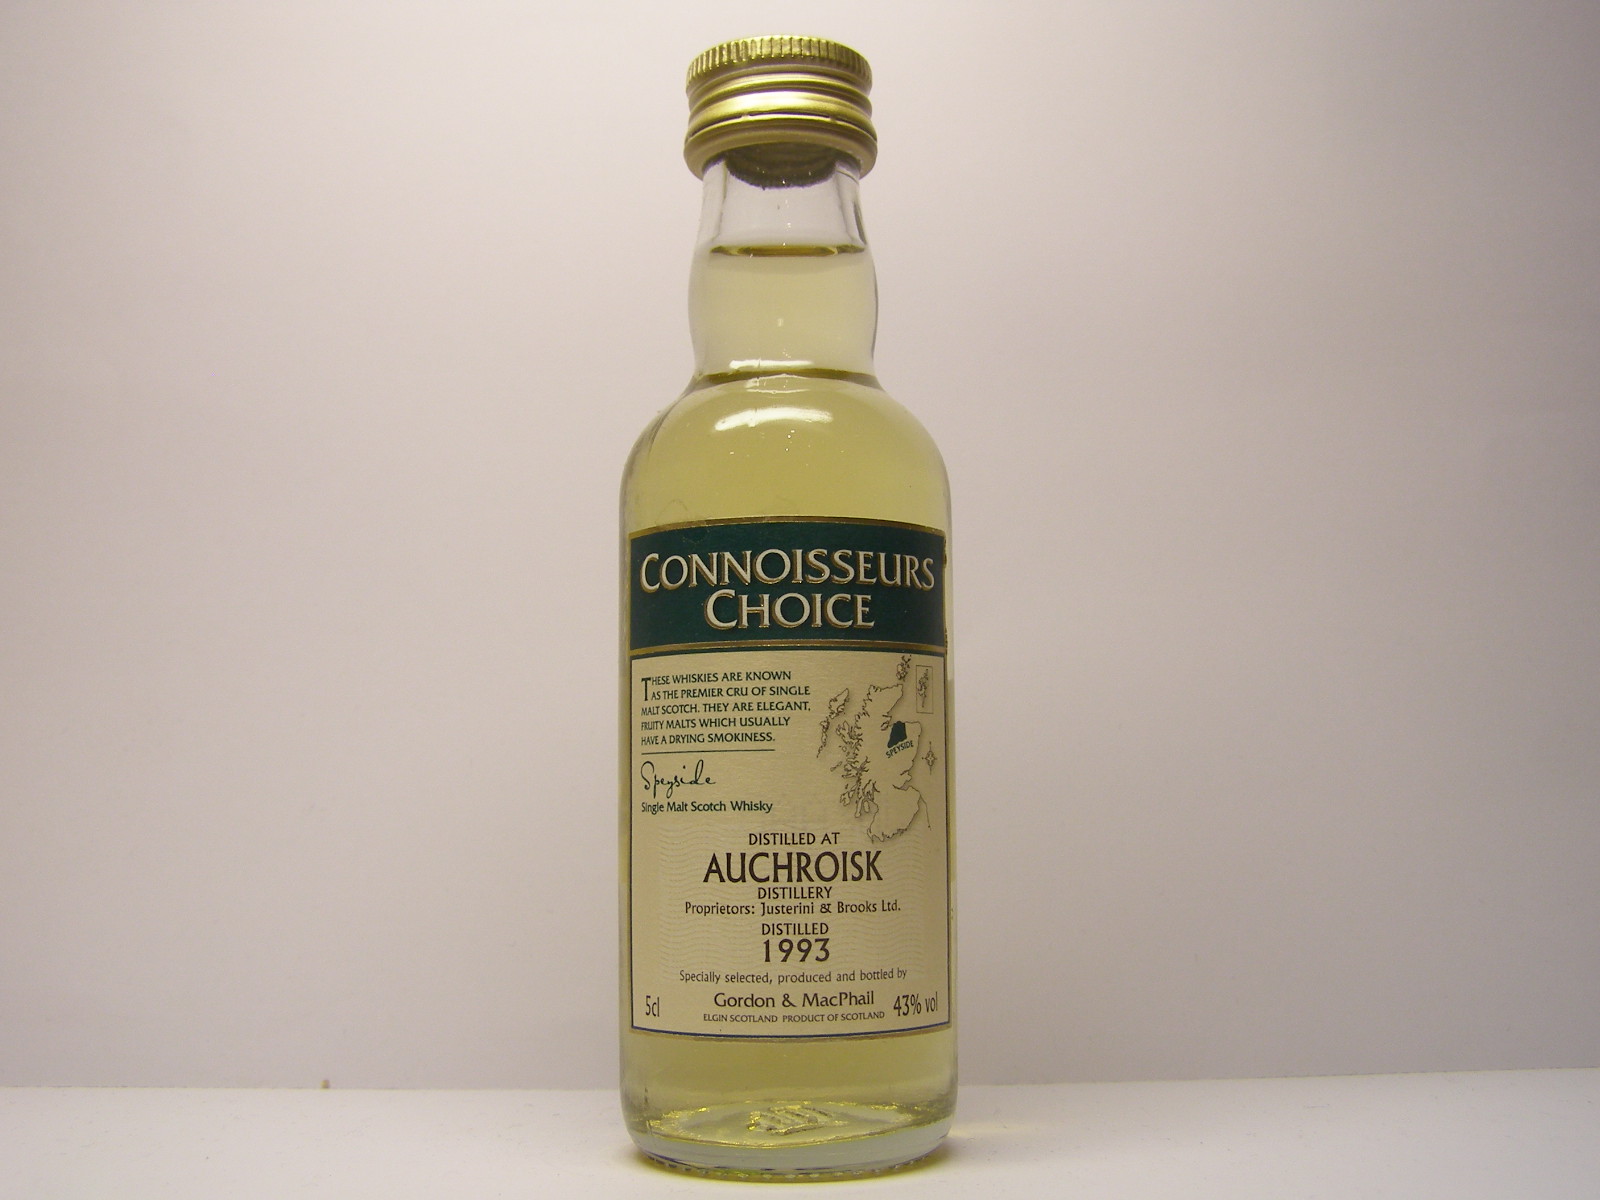 CONNOISSEURS
CHOICE
THESE WHISKIES ARE KNOWN
AS THE PREMIER CRU OF SINGLE
MALT SCOTCH. THEY ARE ELEGANT,
FRUITY MALTS WHICH USUALLY
HAVE A DRYING SMOKINESS.
SPEYSIDE
Speyside
Single Malt Scotch Whisky
DISTILLED AT
AUCHROISK
DISTILLERY
Proprietors: Justerini & Brooks Ltd.
DISTILLED
1993
Specially selected, produced and bottled by
5cl Gordon & MacPhail 43% vol
ELGIN SCOTLAND PRODUCT OF SCOTLAND